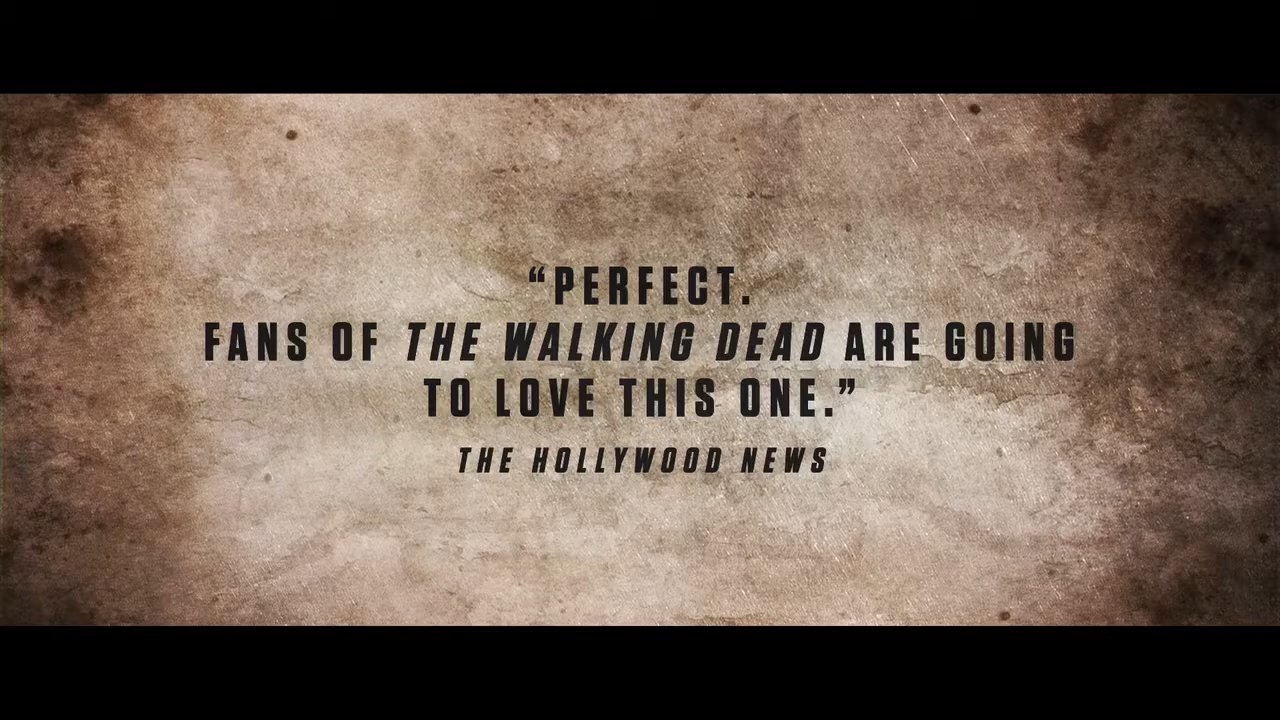 “PERFECT.
FANS OF THE WALKING DEAD ARE GOING
TO LOVE THIS ONE.”
THE HOLLYWOOD NEWS